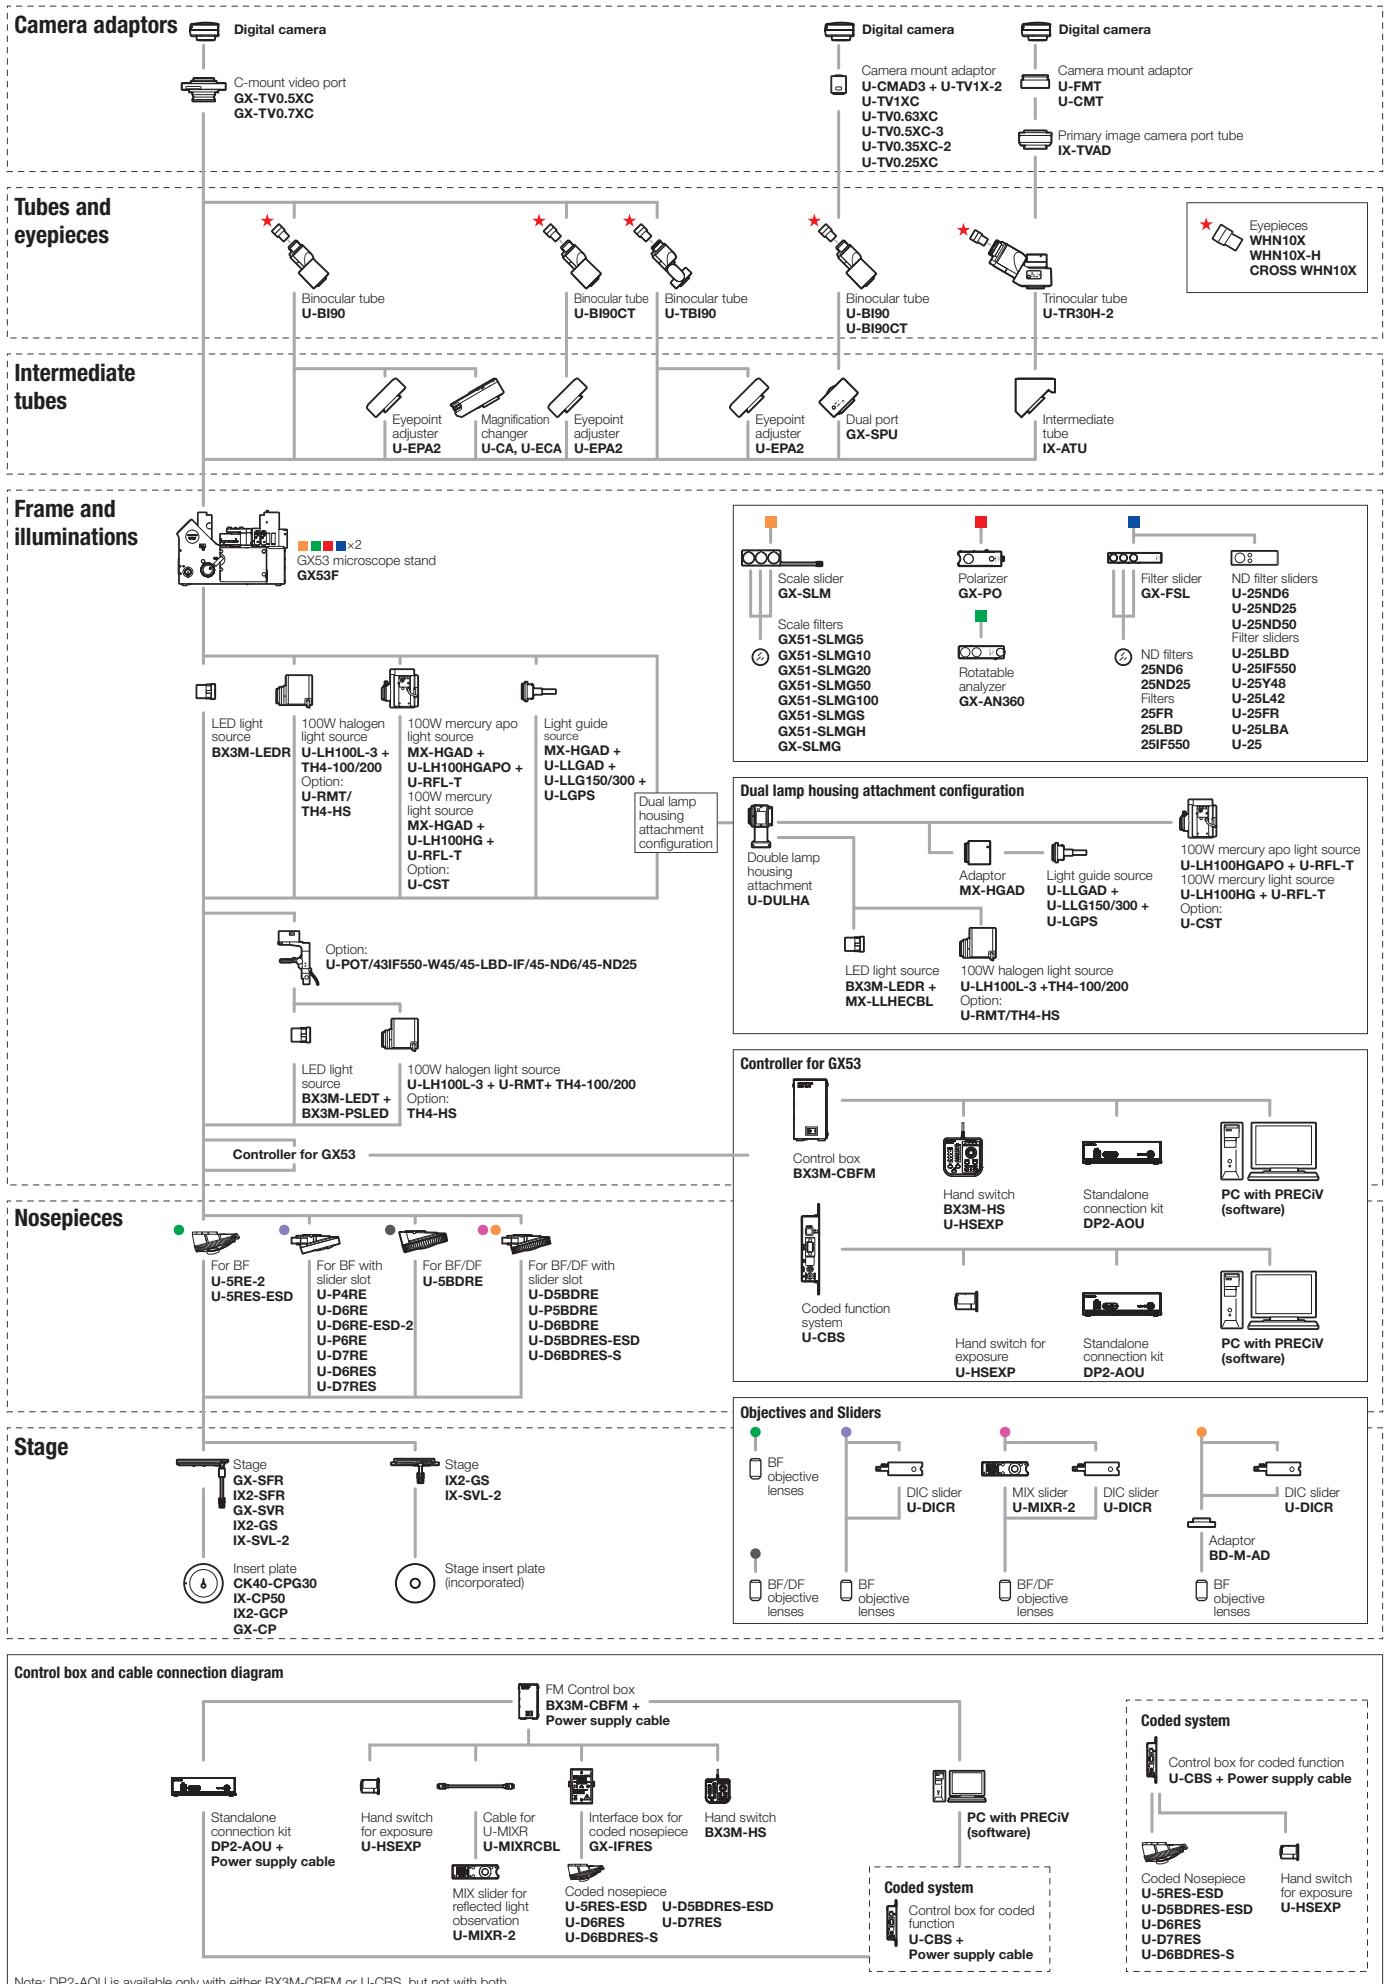 Camera adaptors
Digital camera
C-mount video port
GX-TV0.5XC
GX-TV0.7XC
Digital camera
Camera mount adaptor
U-CMAD3 + U-TV1X-2
U-TV1XC
U-TV0.63XC
U-TV0.5XC-3
U-TV0.35XC-2
U-TV0.25XC
Digital camera
Camera mount adaptor
U-FMT
U-CMT
Primary image camera port tube
IX-TVAD
Tubes and
eyepieces
Binocular tube
U-BI90
Binocular tube
U-BI90CT
Binocular tube
U-TBI90
Binocular tube
U-BI90
U-BI90CT
Trinocular tube
U-TR30H-2
Eyepieces
WHN10X
WHN10X-H
CROSS WHN10X
Intermediate
tubes
Eyepoint
adjuster
U-EPA2
Magnification
changer
U-CA, U-ECA
Eyepoint
adjuster
U-EPA2
Eyepoint
adjuster
U-EPA2
Dual port
GX-SPU
Intermediate
tube
IX-ATU
Frame and
illuminations
×2
GX53 microscope stand
GX53F
LED light
source
BX3M-LEDR
100W halogen
light source
U-LH100L-3 +
TH4-100/200
Option:
U-RMT/
TH4-HS
100W mercury apo
light source
MX-HGAD +
U-LH100HGAPO +
U-RFL-T
100W mercury
light source
MX-HGAD +
U-LH100HG +
U-RFL-T
Option:
U-CST
Light guide
source
MX-HGAD +
U-LLGAD +
U-LLG150/300 +
U-LGPS
Dual lamp
housing
attachment
configuration
Option:
U-POT/43IF550-W45/45-LBD-IF/45-ND6/45-ND25
LED light
source
BX3M-LEDT +
BX3M-PSLED
100W halogen light source
U-LH100L-3 + U-RMT+ TH4-100/200
Option:
TH4-HS
Controller for GX53
Scale slider
GX-SLM
Scale filters
GX51-SLMG5
GX51-SLMG10
GX51-SLMG20
GX51-SLMG50
GX51-SLMG100
GX51-SLMGS
GX51-SLMGH
GX-SLMG
Polarizer
GX-PO
Rotatable
analyzer
GX-AN360
Filter slider
GX-FSL
ND filters
25ND6
25ND25
Filters
25FR
25LBD
25IF550
ND filter sliders
U-25ND6
U-25ND25
U-25ND50
Filter sliders
U-25LBD
U-25IF550
U-25Y48
U-25L42
U-25FR
U-25LBA
U-25
Dual lamp housing attachment configuration
Double lamp
housing
attachment
U-DULHA
Adaptor
MX-HGAD
Light guide source
U-LLGAD +
U-LLG150/300 +
U-LGPS
100W mercury apo light source
U-LH100HGAPO + U-RFL-T
100W mercury light source
U-LH100HG + U-RFL-T
Option:
U-CST
LED light source
BX3M-LEDR +
MX-LLHECBL
100W halogen light source
U-LH100L-3 +TH4-100/200
Option:
U-RMT/TH4-HS
Controller for GX53
Control box
BX3M-CBFM
Hand switch
BX3M-HS
U-HSEXP
Standalone
connection kit
DP2-AOU
PC with PRECiV
(software)
Coded function
system
U-CBS
Hand switch for
exposure
U-HSEXP
Standalone
connection kit
DP2-AOU
PC with PRECiV
(software)
Nosepieces
For BF
U-5RE-2
U-5RES-ESD
For BF with
slider slot
U-P4RE
U-D6RE
U-D6RE-ESD-2
U-P6RE
U-D7RE
U-D6RES
U-D7RES
For BF/DF
U-5BDRE
For BF/DF with
slider slot
U-D5BDRE
U-P5BDRE
U-D6BDRE
U-D5BDRES-ESD
U-D6BDRES-S
Stage
Stage
GX-SFR
IX2-SFR
GX-SVR
IX2-GS
IX-SVL-2
Insert plate
CK40-CPG30
IX-CP50
IX2-GCP
GX-CP
Stage
IX2-GS
IX-SVL-2
Stage insert plate
(incorporated)
Objectives and Sliders
BF
objective
lenses
DIC slider
U-DICR
MIX slider
U-MIXR-2
DIC slider
U-DICR
DIC slider
U-DICR
Adaptor
BD-M-AD
BF/DF
objective
lenses
BF
objective
lenses
BF/DF
objective
lenses
BF
objective
lenses
Control box and cable connection diagram
FM Control box
BX3M-CBFM +
Power supply cable
Standalone
connection kit
DP2-AOU +
Power supply cable
Hand switch
for exposure
U-HSEXP
Cable for
U-MIXR
U-MIXRCBL
MIX slider for
reflected light
observation
U-MIXR-2
Interface box for
coded nosepiece
GX-IFRES
Coded nosepiece
U-5RES-ESD U-D5BDRES-ESD
U-D6RES U-D7RES
U-D6BDRES-S
Hand switch
BX3M-HS
PC with PRECiV
(software)
Coded system
Control box for coded
function
U-CBS +
Power supply cable
Coded system
Control box for coded function
U-CBS + Power supply cable
Coded Nosepiece
U-5RES-ESD
U-D5BDRES-ESD
U-D6RES
U-D7RES
U-D6BDRES-S
Hand switch
for exposure
U-HSEXP
Note: DP2-AOU is available only with either BX3M-CBFM or U-CBS, but not with both.